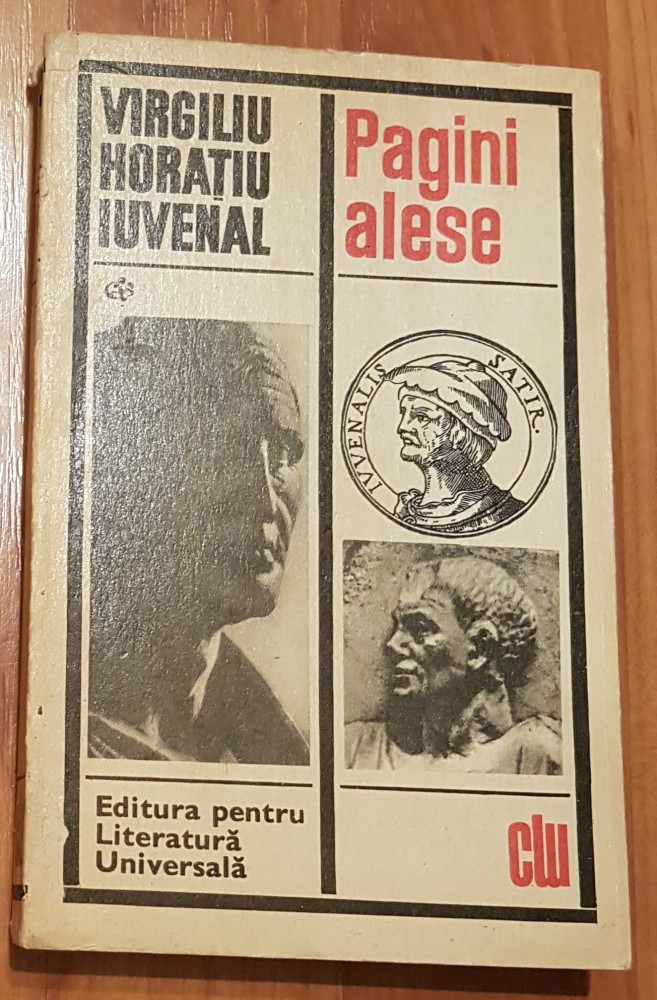 VIRGILIU
HORAȚIU
IUVENAL
Pagini
alese
IVVENALIS SATIR.
Editura pentru
Literatură
Universală
clu